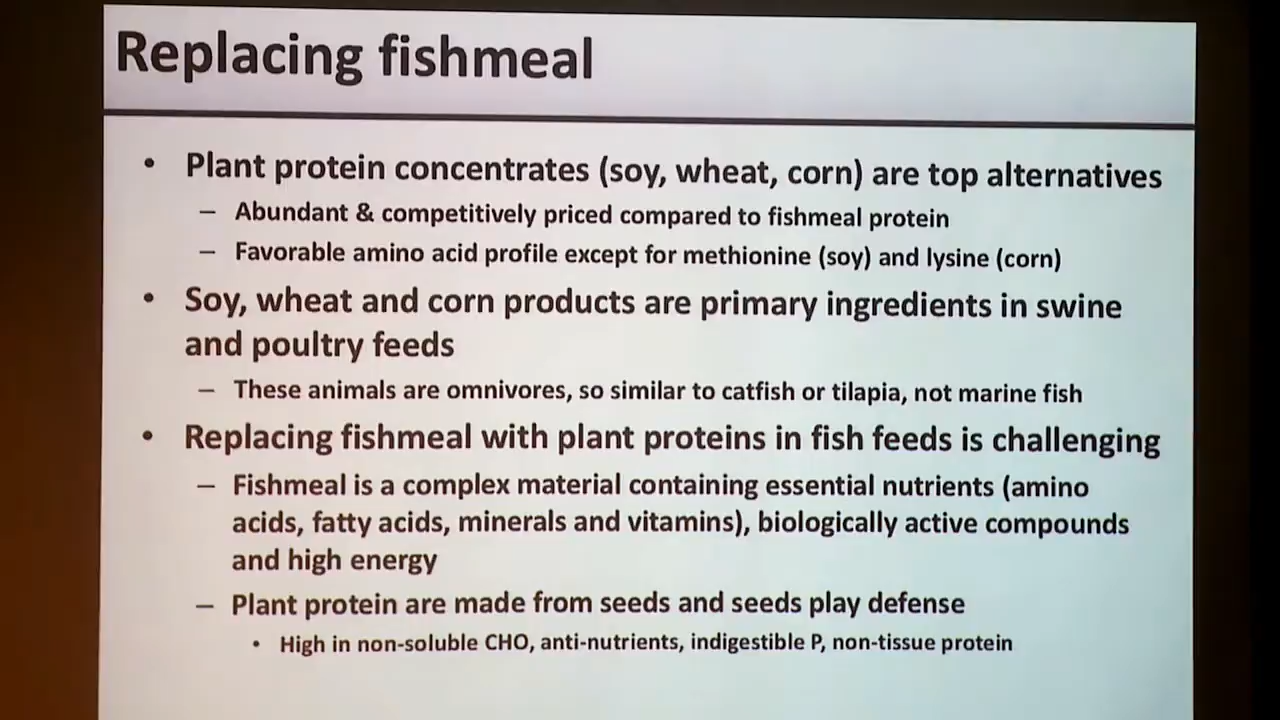 Replacing fishmeal
• Plant protein concentrates (soy, wheat, corn) are top alternatives
– Abundant & competitively priced compared to fishmeal protein
– Favorable amino acid profile except for methionine (soy) and lysine (corn)
• Soy, wheat and corn products are primary ingredients in swine
and poultry feeds
– These animals are omnivores, so similar to catfish or tilapia, not marine fish
• Replacing fishmeal with plant proteins in fish feeds is challenging
– Fishmeal is a complex material containing essential nutrients (amino
acids, fatty acids, minerals and vitamins), biologically active compounds
and high energy
– Plant protein are made from seeds and seeds play defense
• High in non-soluble CHO, anti-nutrients, indigestible P, non-tissue protein